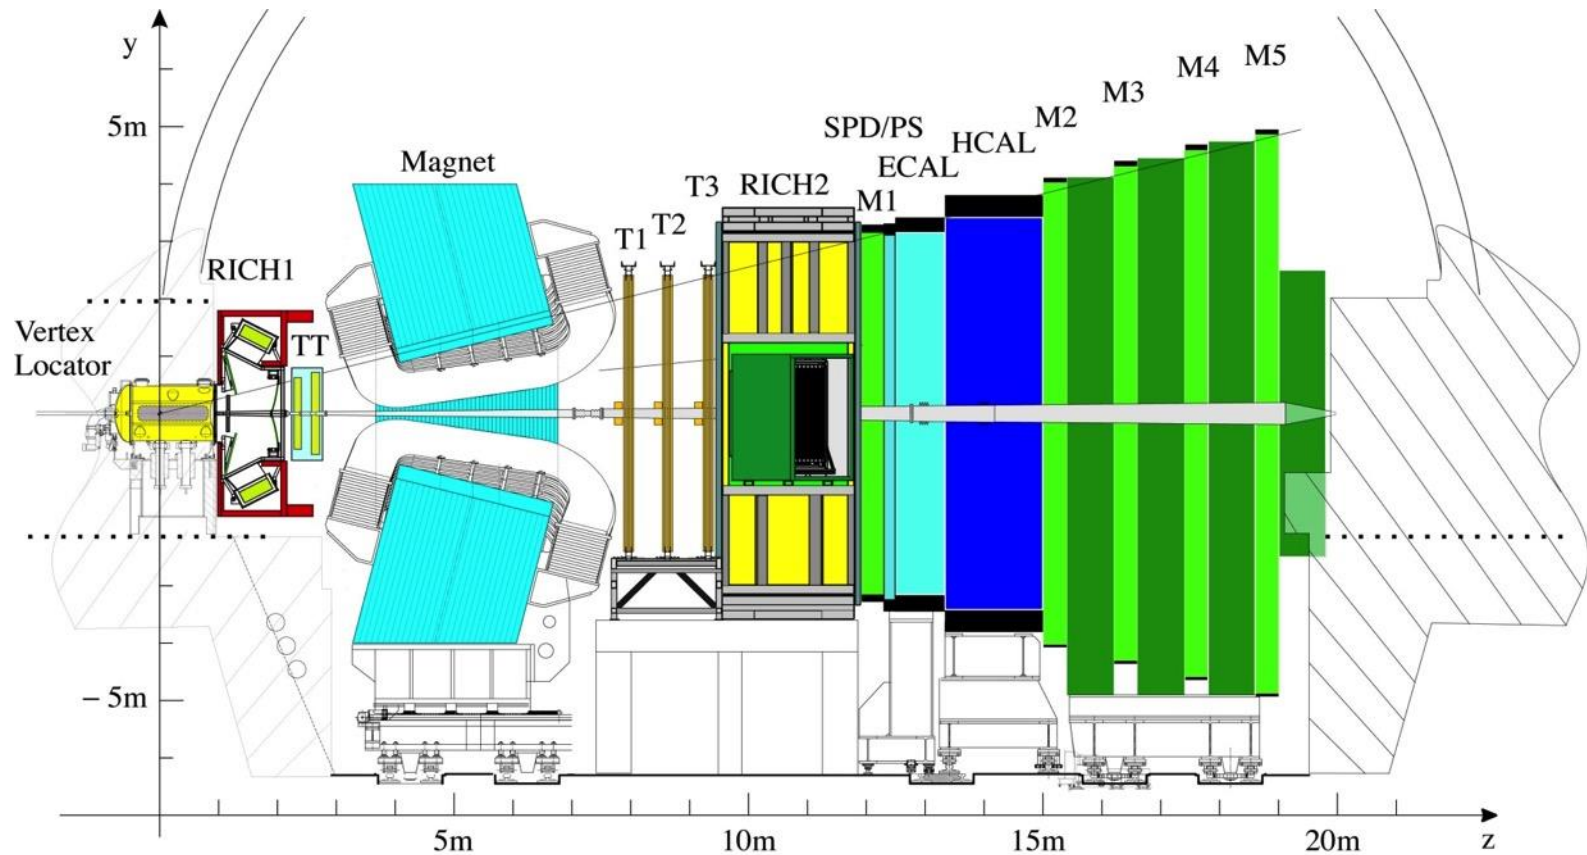 y
5m
Vertex
Locator
RICH1
TT
Magnet
T1
T2
T3
RICH2
M1
SPD/PS
ECAL
HCAL
M2
M3
M4
M5
− 5m
5m
10m
15m
20m
z